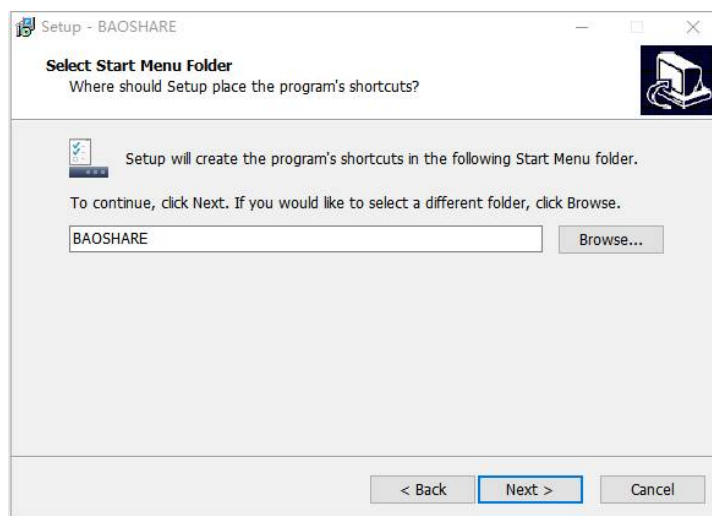 Setup - BAOSHARE
Select Start Menu Folder
Where should Setup place the program's shortcuts?
Setup will create the program's shortcuts in the following Start Menu folder.
To continue, click Next. If you would like to select a different folder, click Browse.
BAOSHARE
Browse...
< Back
Next >
Cancel